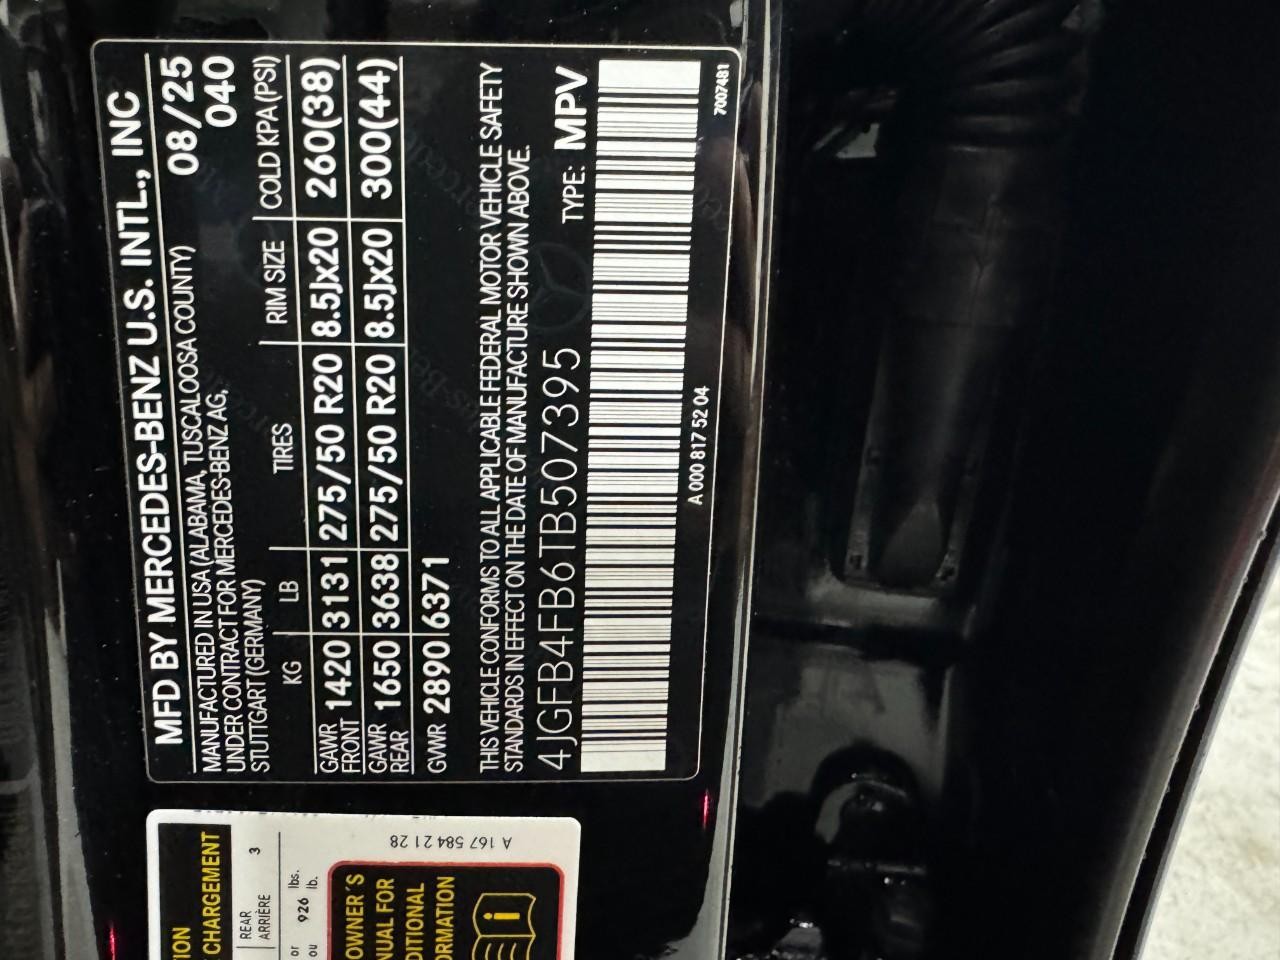 MFD BY MERCEDES-BENZ U.S. INTL., INC
MANUFACTURED IN USA (ALABAMA, TUSCALOOSA COUNTY) 08/25
UNDER CONTRACT FOR MERCEDES-BENZ AG, 040
STUTTGART (GERMANY)
KG LB TIRES RIM SIZE COLD KPA (PSI)
GAWR FRONT 1420 3131 275/50 R20 8.5Jx20 260(38)
GAWR REAR 1650 3638 275/50 R20 8.5Jx20 300(44)
GVWR 2890 6371
THIS VEHICLE CONFORMS TO ALL APPLICABLE FEDERAL MOTOR VEHICLE SAFETY
STANDARDS IN EFFECT ON THE DATE OF MANUFACTURE SHOWN ABOVE.
4JGFB4FB6TB507395 TYPE: MPV
A 000 817 52 04
7007481
CHARGEMENT
REAR
ARRIÈRE 3
or 926 lbs.
ou lb.
OWNER'S
FOR
A 167 584 21 28